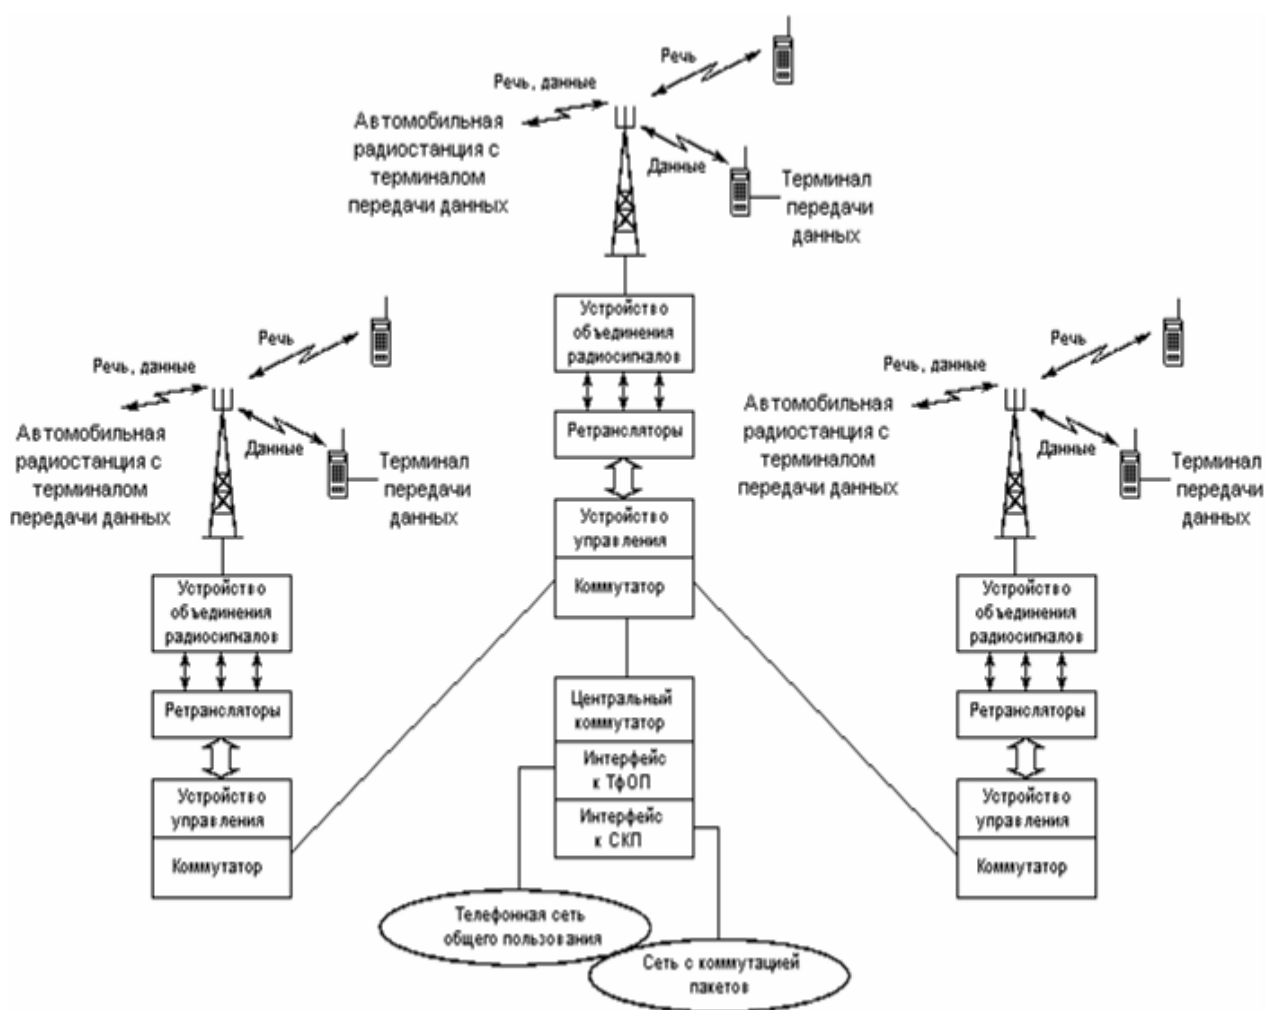 Речь
Речь, данные
Автомобильная
радиостанция с
терминалом
передачи данных
Данные
Терминал
передачи
данных
Устройство
объединения
радиосигналов
Ретрансляторы
Устройство
управления
Коммутатор
Речь
Речь, данные
Автомобильная
радиостанция с
терминалом
передачи данных
Данные
Терминал
передачи
данных
Устройство
объединения
радиосигналов
Ретрансляторы
Устройство
управления
Коммутатор
Речь
Речь, данные
Автомобильная
радиостанция с
терминалом
передачи данных
Данные
Терминал
передачи
данных
Устройство
объединения
радиосигналов
Ретрансляторы
Устройство
управления
Коммутатор
Центральный
коммутатор
Интерфейс
к ТфОП
Интерфейс
к СКП
Телефонная сеть
общего пользования
Сеть с коммутацией
пакетов